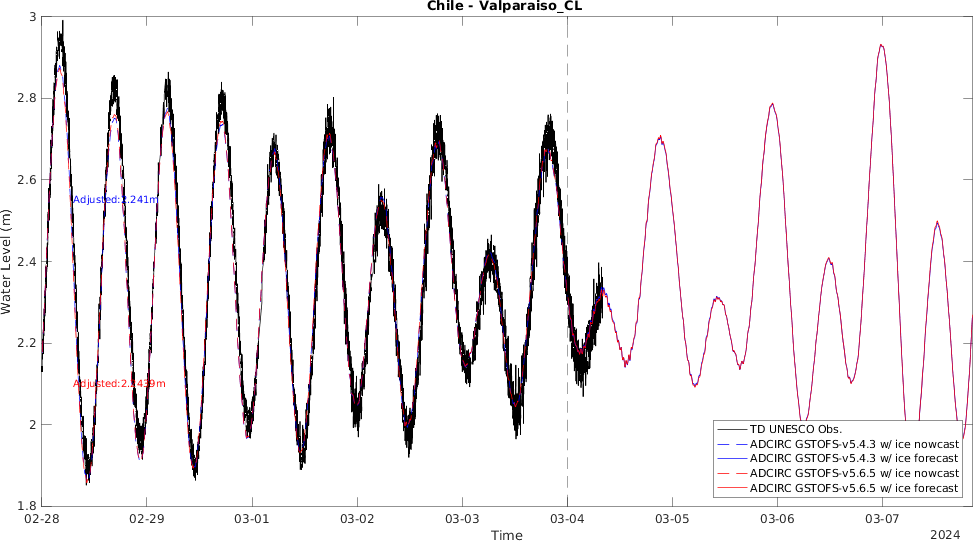 Chile - Valparaiso_CL
Water Level (m)
3
2.8
2.6
2.4
2.2
2
1.8
Adjusted:2.241m
02-28
02-29
03-01
03-02
03-03
03-04
03-05
03-06
03-07
Time
2024
TD UNESCO Obs.
ADCIRC GSTOFS-v5.4.3 w/ ice nowcast
ADCIRC GSTOFS-v5.4.3 w/ ice forecast
ADCIRC GSTOFS-v5.6.5 w/ ice nowcast
ADCIRC GSTOFS-v5.6.5 w/ ice forecast